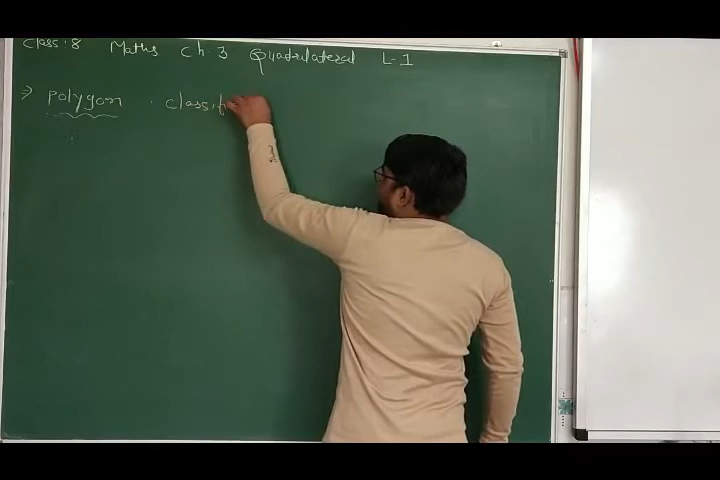 Class:8 Maths Ch 3 Quadrilateral L-1
⇒ Polygon . classif